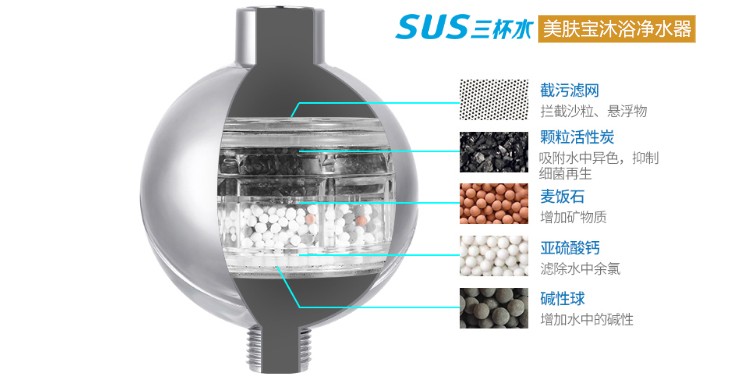 SUS三杯水 美肤宝沐浴净水器
截污滤网
拦截沙粒、悬浮物
颗粒活性炭
吸附水中异色，抑制
细菌再生
麦饭石
增加矿物质
亚硫酸钙
滤除水中余氯
碱性球
增加水中的碱性